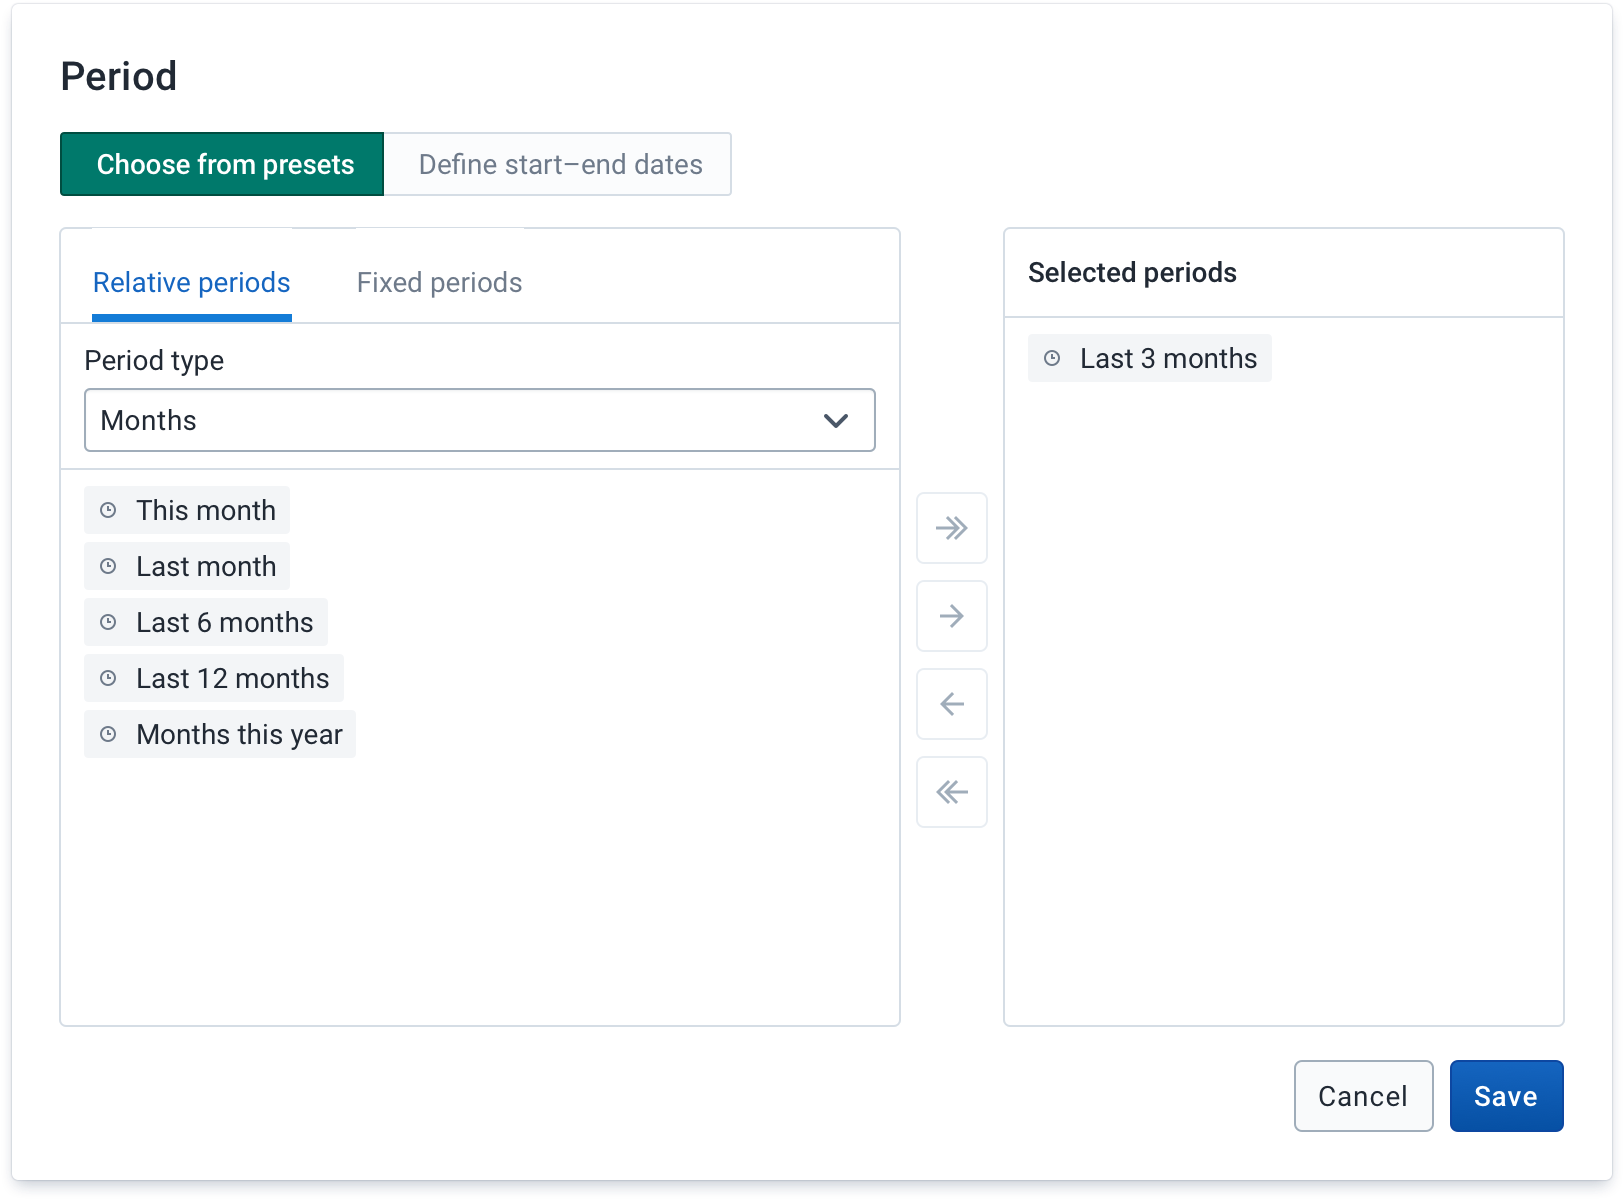 Period
Choose from presets
Define start–end dates
Relative periods
Fixed periods
Period type
Months
This month
Last month
Last 6 months
Last 12 months
Months this year
Selected periods
Last 3 months
Cancel
Save